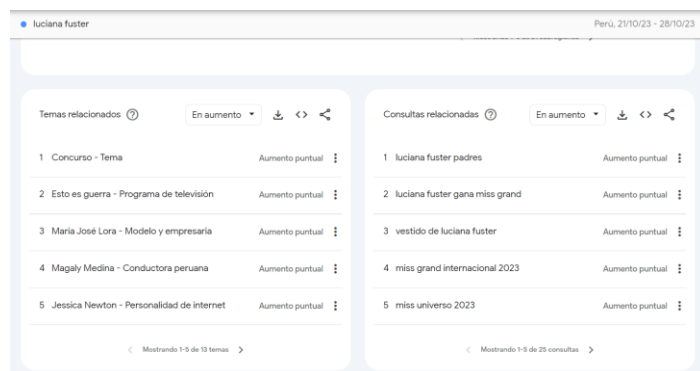 luciana fuster
Perú, 21/10/23 - 28/10/23
Temas relacionados
En aumento
1 Concurso - Tema Aumento puntual
2 Esto es guerra - Programa de televisión Aumento puntual
3 María José Lora - Modelo y empresaria Aumento puntual
4 Magaly Medina - Conductora peruana Aumento puntual
5 Jessica Newton - Personalidad de internet Aumento puntual
Mostrando 1-5 de 13 temas
Consultas relacionadas
En aumento
1 luciana fuster padres Aumento puntual
2 luciana fuster gana miss grand Aumento puntual
3 vestido de luciana fuster Aumento puntual
4 miss grand internacional 2023 Aumento puntual
5 miss universo 2023 Aumento puntual
Mostrando 1-5 de 25 consultas